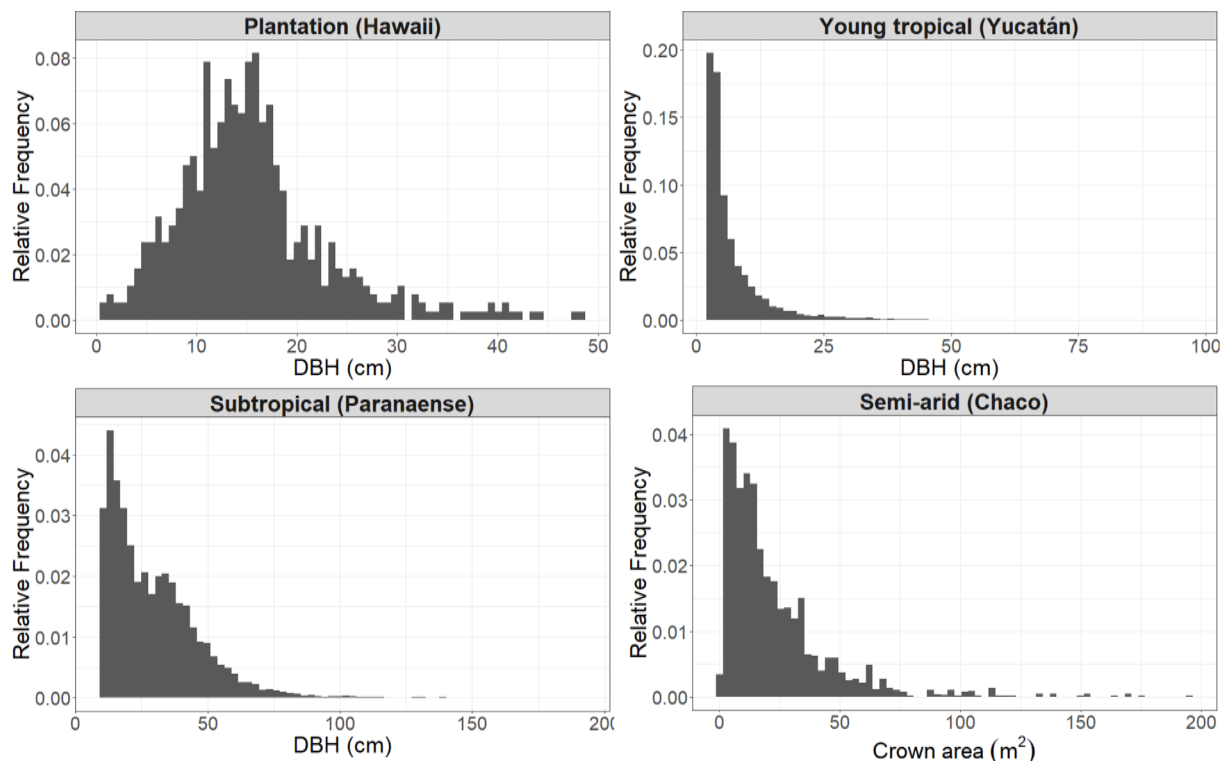 Plantation (Hawaii)
Relative Frequency
0.08
0.06
0.04
0.02
0.00
0 10 20 30 40 50
DBH (cm)
Young tropical (Yucatán)
Relative Frequency
0.20
0.15
0.10
0.05
0.00
0 25 50 75 100
DBH (cm)
Subtropical (Paranaense)
Relative Frequency
0.04
0.03
0.02
0.01
0.00
0 50 100 150 200
DBH (cm)
Semi-arid (Chaco)
Relative Frequency
0.04
0.03
0.02
0.01
0.00
0 50 100 150 200
Crown area (m²)